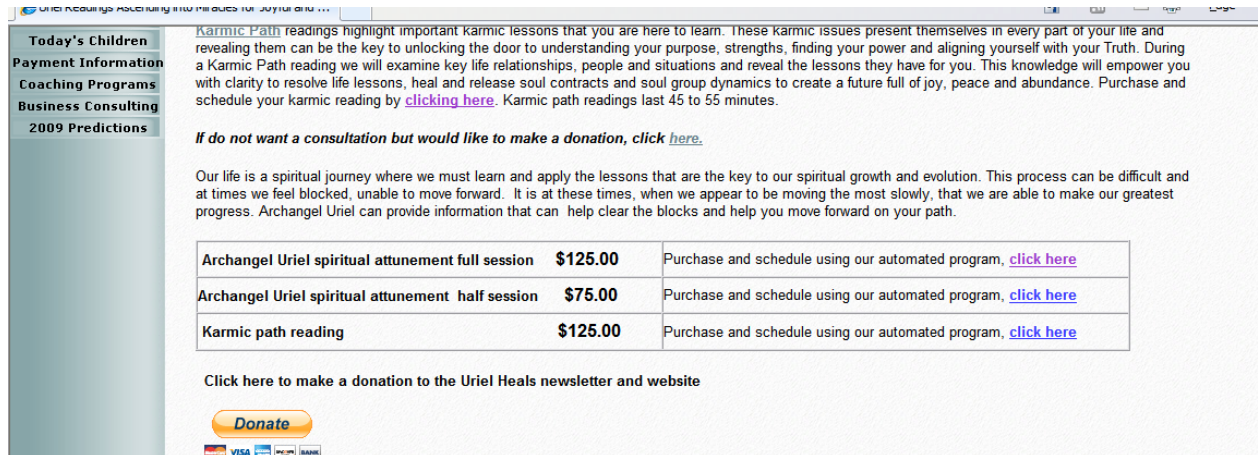 Uriel Readings Ascending into Miracles for Joyful and ...
Page
Today's Children
Payment Information
Coaching Programs
Business Consulting
2009 Predictions
Karmic Path readings highlight important karmic lessons that you are here to learn. These karmic issues present themselves in every part of your life and
revealing them can be the key to unlocking the door to understanding your purpose, strengths, finding your power and aligning yourself with your Truth. During
a Karmic Path reading we will examine key life relationships, people and situations and reveal the lessons they have for you. This knowledge will empower you
with clarity to resolve life lessons, heal and release soul contracts and soul group dynamics to create a future full of joy, peace and abundance. Purchase and
schedule your karmic reading by clicking here. Karmic path readings last 45 to 55 minutes.
If do not want a consultation but would like to make a donation, click here.
Our life is a spiritual journey where we must learn and apply the lessons that are the key to our spiritual growth and evolution. This process can be difficult and
at times we feel blocked, unable to move forward.  It is at these times, when we appear to be moving the most slowly, that we are able to make our greatest
progress. Archangel Uriel can provide information that can  help clear the blocks and help you move forward on your path.
Archangel Uriel spiritual attunement full session $125.00 Purchase and schedule using our automated program, click here
Archangel Uriel spiritual attunement  half session $75.00 Purchase and schedule using our automated program, click here
Karmic path reading $125.00 Purchase and schedule using our automated program, click here
Click here to make a donation to the Uriel Heals newsletter and website
Donate
VISA BANK